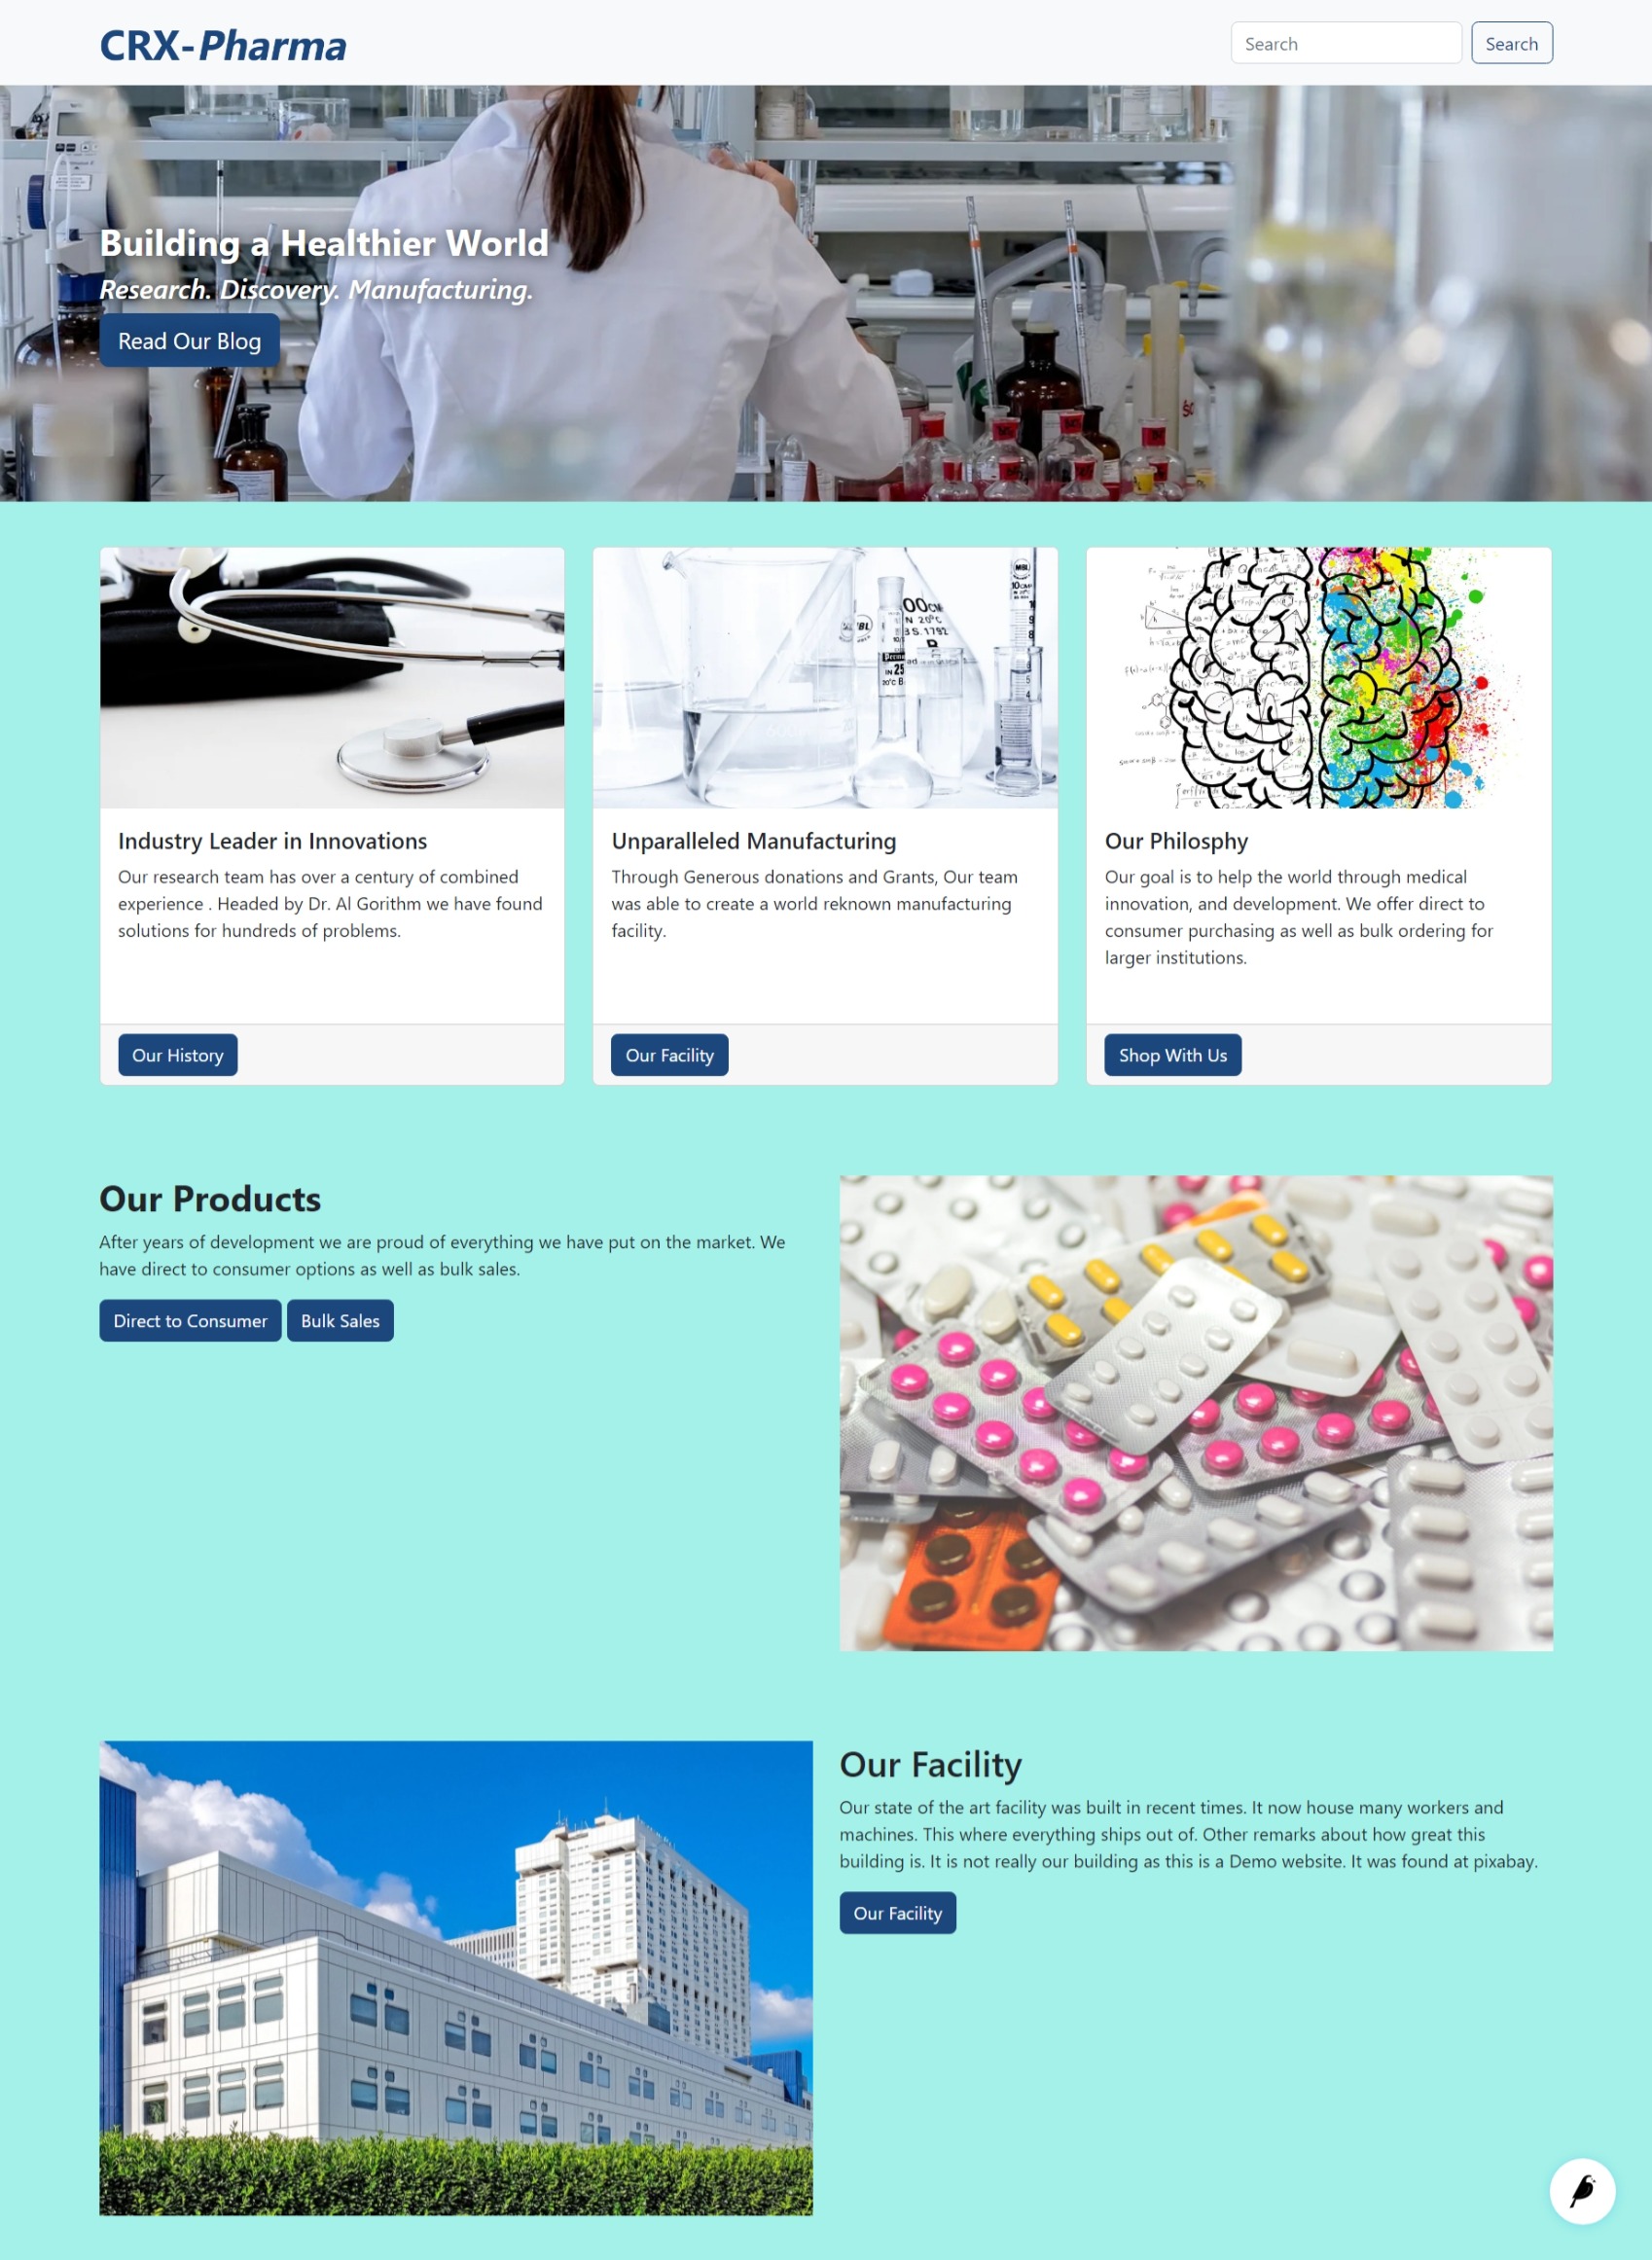 CRX-Pharma
Search
Search
Building a Healthier World
Research. Discovery. Manufacturing.
Read Our Blog
Industry Leader in Innovations
Our research team has over a century of combined
experience . Headed by Dr. Al Gorithm we have found
solutions for hundreds of problems.
Our History
Unparalleled Manufacturing
Through Generous donations and Grants, Our team
was able to create a world reknown manufacturing
facility.
Our Facility
Our Philosphy
Our goal is to help the world through medical
innovation, and development. We offer direct to
consumer purchasing as well as bulk ordering for
larger institutions.
Shop With Us
Our Products
After years of development we are proud of everything we have put on the market. We
have direct to consumer options as well as bulk sales.
Direct to Consumer
Bulk Sales
Our Facility
Our state of the art facility was built in recent times. It now house many workers and
machines. This where everything ships out of. Other remarks about how great this
building is. It is not really our building as this is a Demo website. It was found at pixabay.
Our Facility